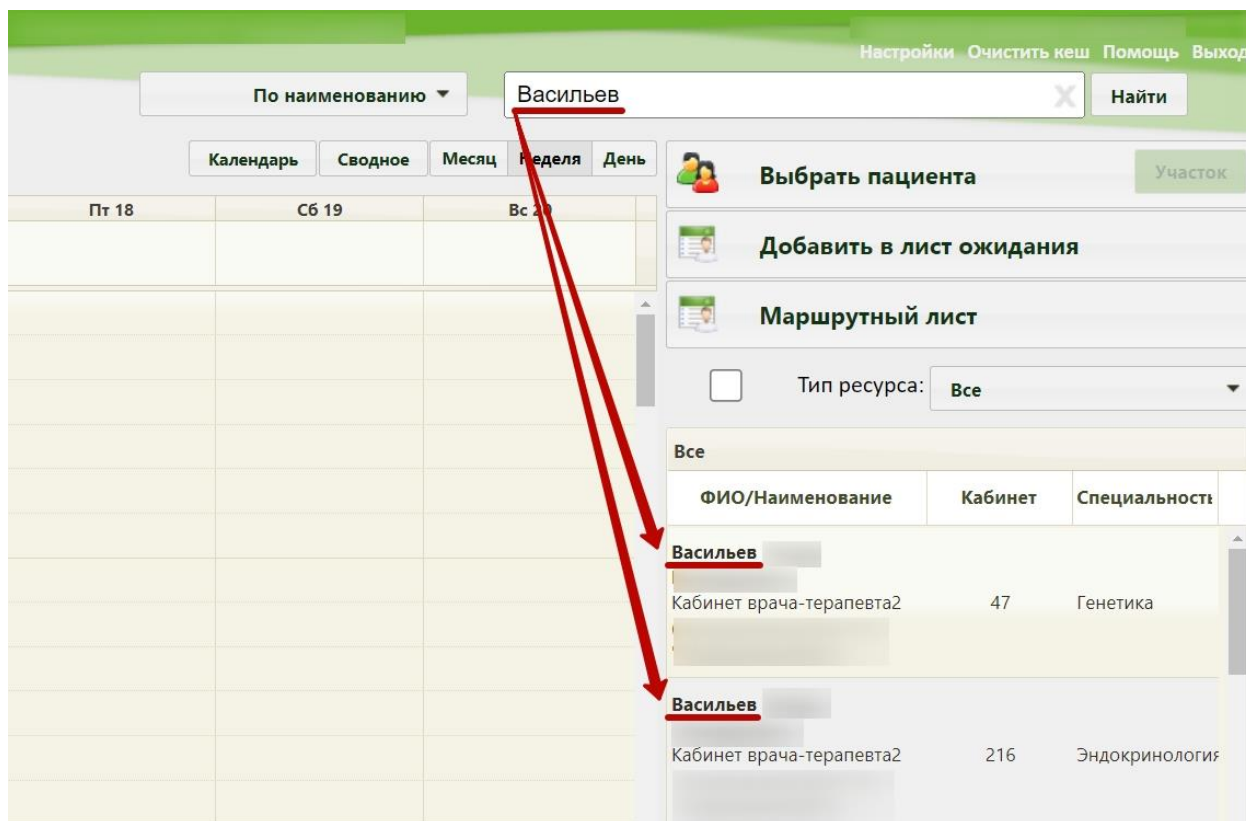 Настройки Очистить кеш Помощь Выход
По наименованию Васильев X Найти
Календарь Сводное Месяц Неделя День
Выбрать пациента Участок
Пт 18 Сб 19 Вс 20
Добавить в лист ожидания
Маршрутный лист
Тип ресурса: Все
Все
ФИО/Наименование Кабинет Специальность
Васильев
Кабинет врача-терапевта2 47 Генетика
Васильев
Кабинет врача-терапевта2 216 Эндокринология